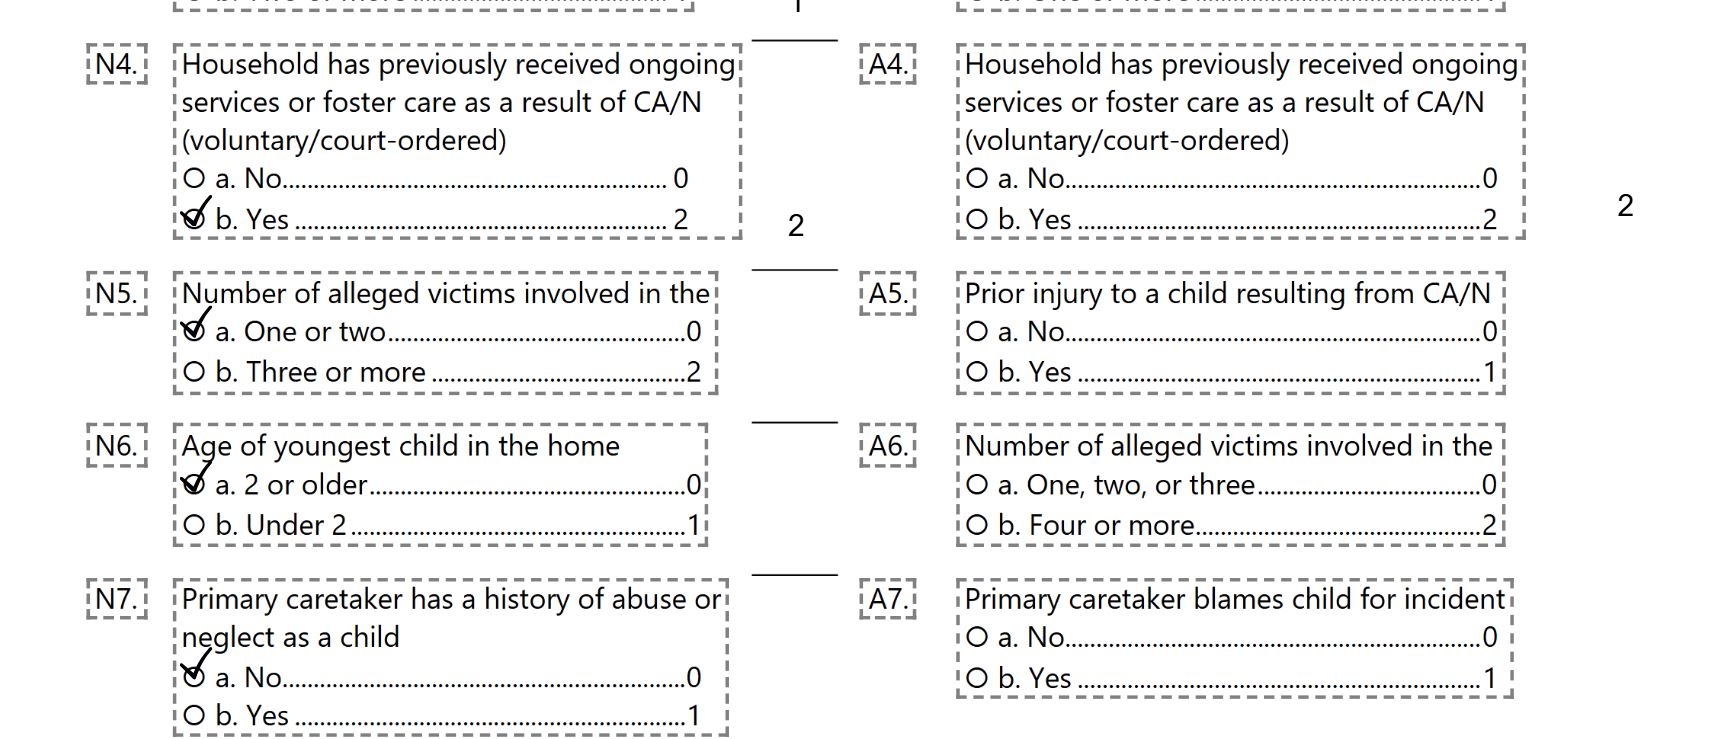 1
N4. Household has previously received ongoing
services or foster care as a result of CA/N
(voluntary/court-ordered)
a. No.................................................. 0
b. Yes ................................................ 2
2
N5. Number of alleged victims involved in the
a. One or two.......................................0
b. Three or more .................................2
N6. Age of youngest child in the home
a. 2 or older.........................................0
b. Under 2............................................1
N7. Primary caretaker has a history of abuse or
neglect as a child
a. No....................................................0
b. Yes ...................................................1
A4. Household has previously received ongoing
services or foster care as a result of CA/N
(voluntary/court-ordered)
a. No......................................................0
b. Yes ....................................................2
2
A5. Prior injury to a child resulting from CA/N
a. No......................................................0
b. Yes ....................................................1
A6. Number of alleged victims involved in the
a. One, two, or three.............................0
b. Four or more.....................................2
A7. Primary caretaker blames child for incident
a. No......................................................0
b. Yes ....................................................1